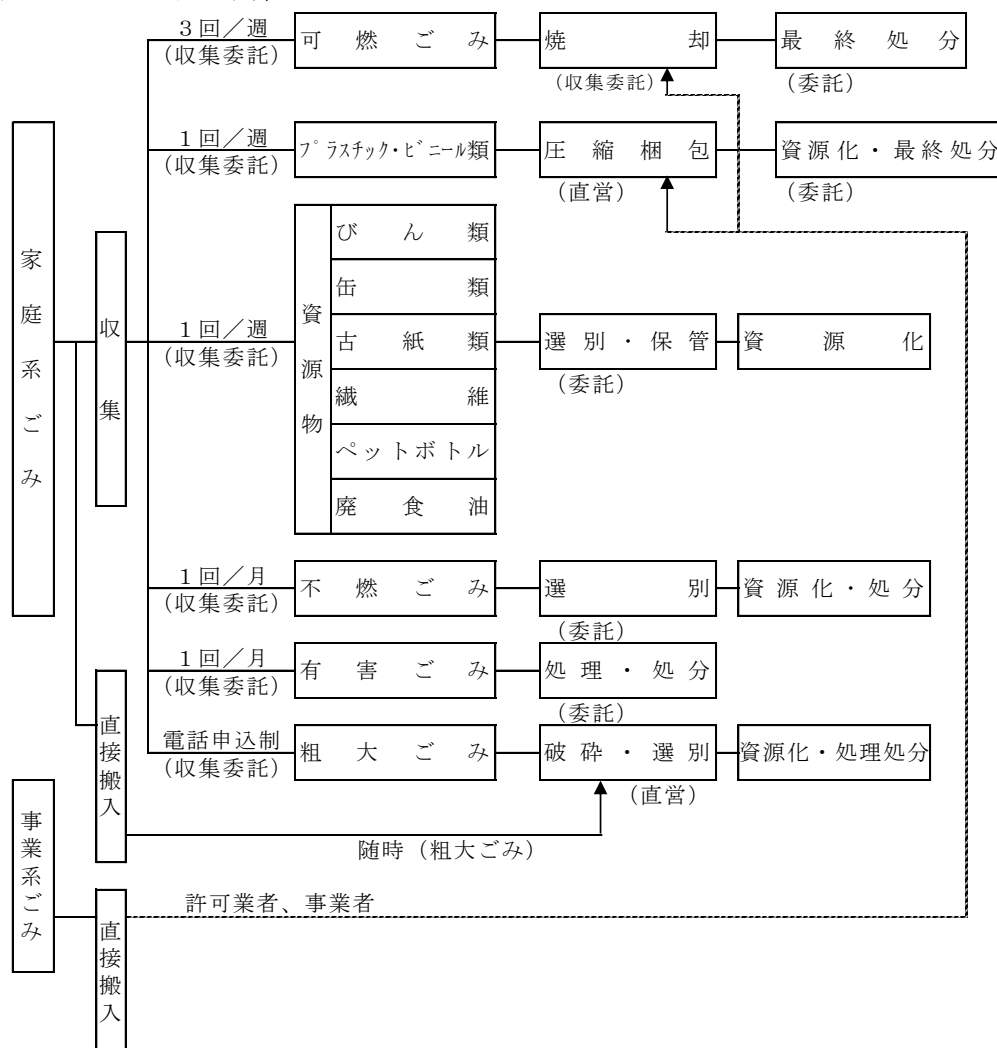 3回／週
(収集委託)
可燃ごみ
焼却
(収集委託)
最終処分
(委託)
1回／週
(収集委託)
プラスチック・ビニール類
圧縮梱包
(直営)
資源化・最終処分
(委託)
家庭系ごみ
収集
1回／週
(収集委託)
資源物
びん類
缶類
古紙類
繊維
ペットボトル
廃食油
選別・保管
(委託)
資源化
1回／月
(収集委託)
不燃ごみ
選別
(委託)
資源化・処分
1回／月
(収集委託)
有害ごみ
処理・処分
(委託)
電話申込制
(収集委託)
粗大ごみ
破砕・選別
(直営)
資源化・処理処分
直接搬入
随時（粗大ごみ）
事業系ごみ
直接搬入
許可業者、事業者